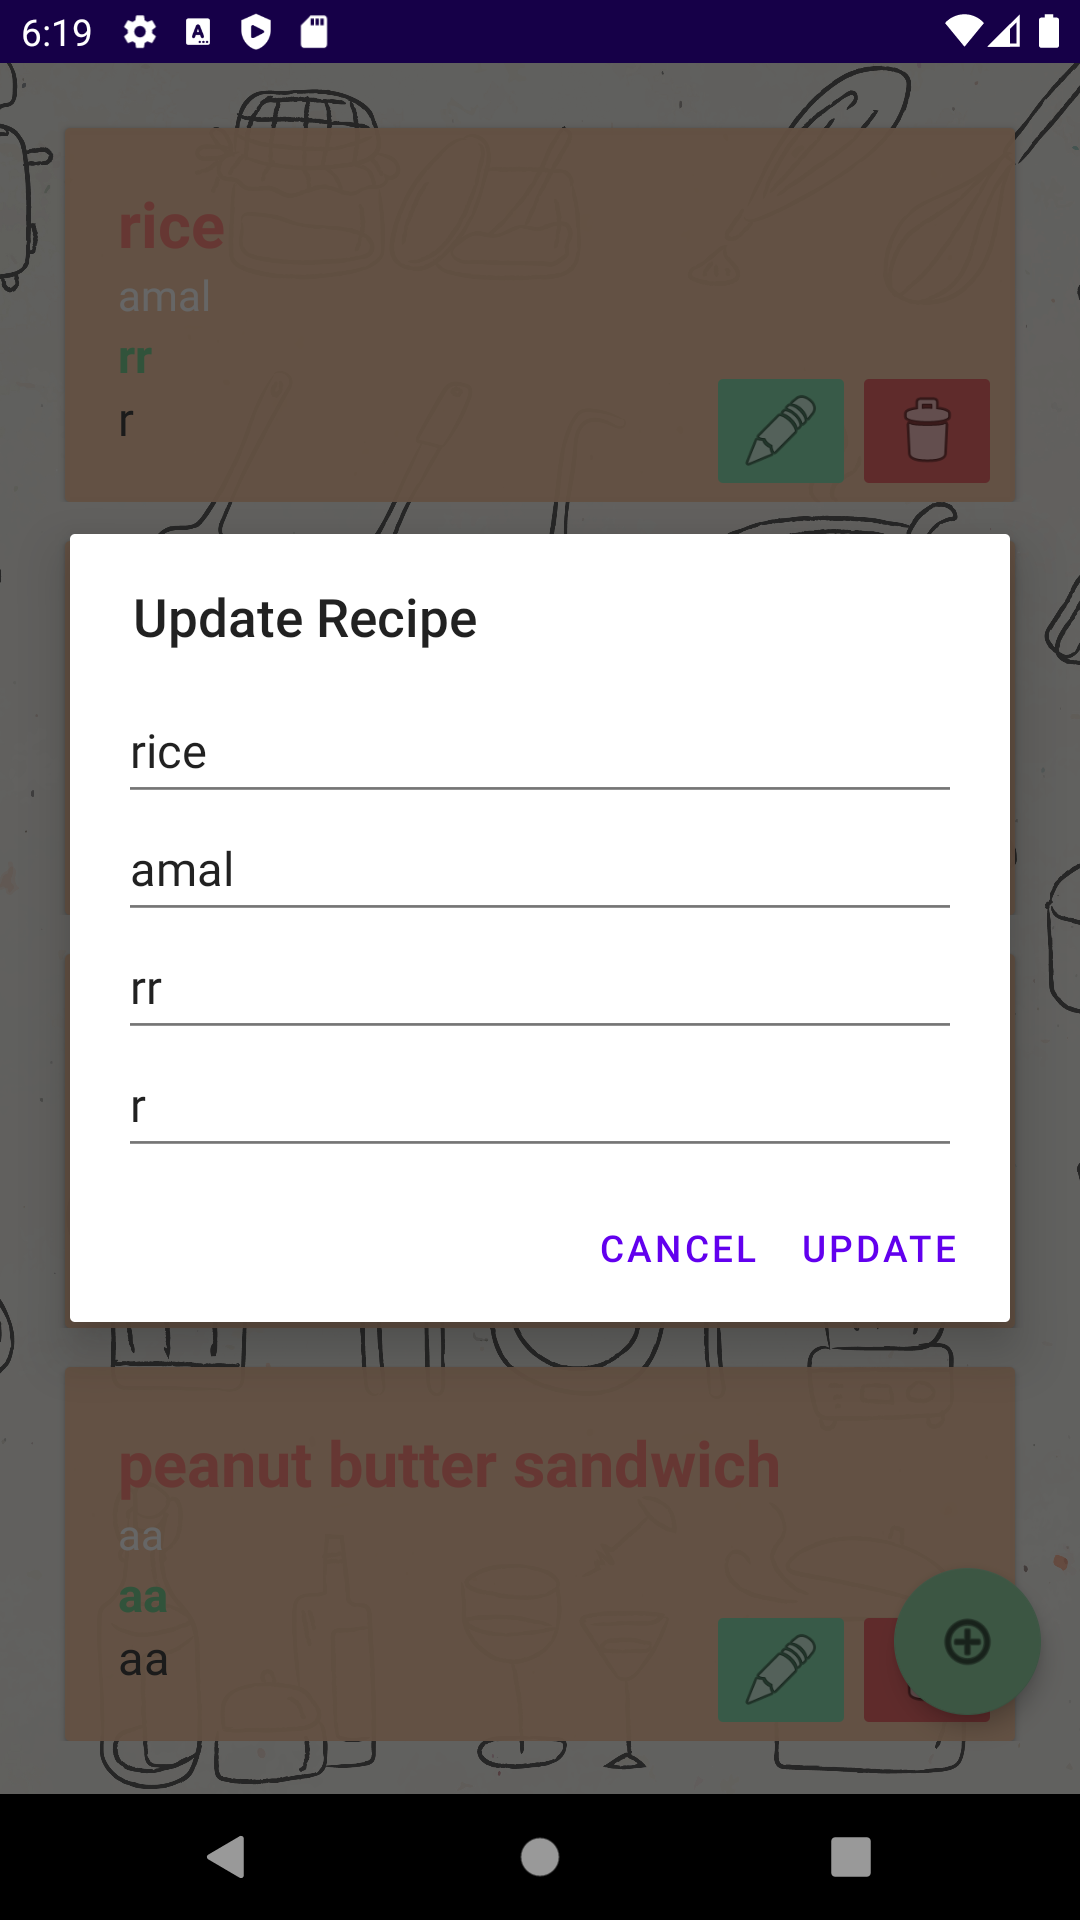 6:19
rice
amal
rr
r
Update Recipe
rice
amal
rr
r
CANCEL UPDATE
peanut butter sandwich
aa
aa
aa